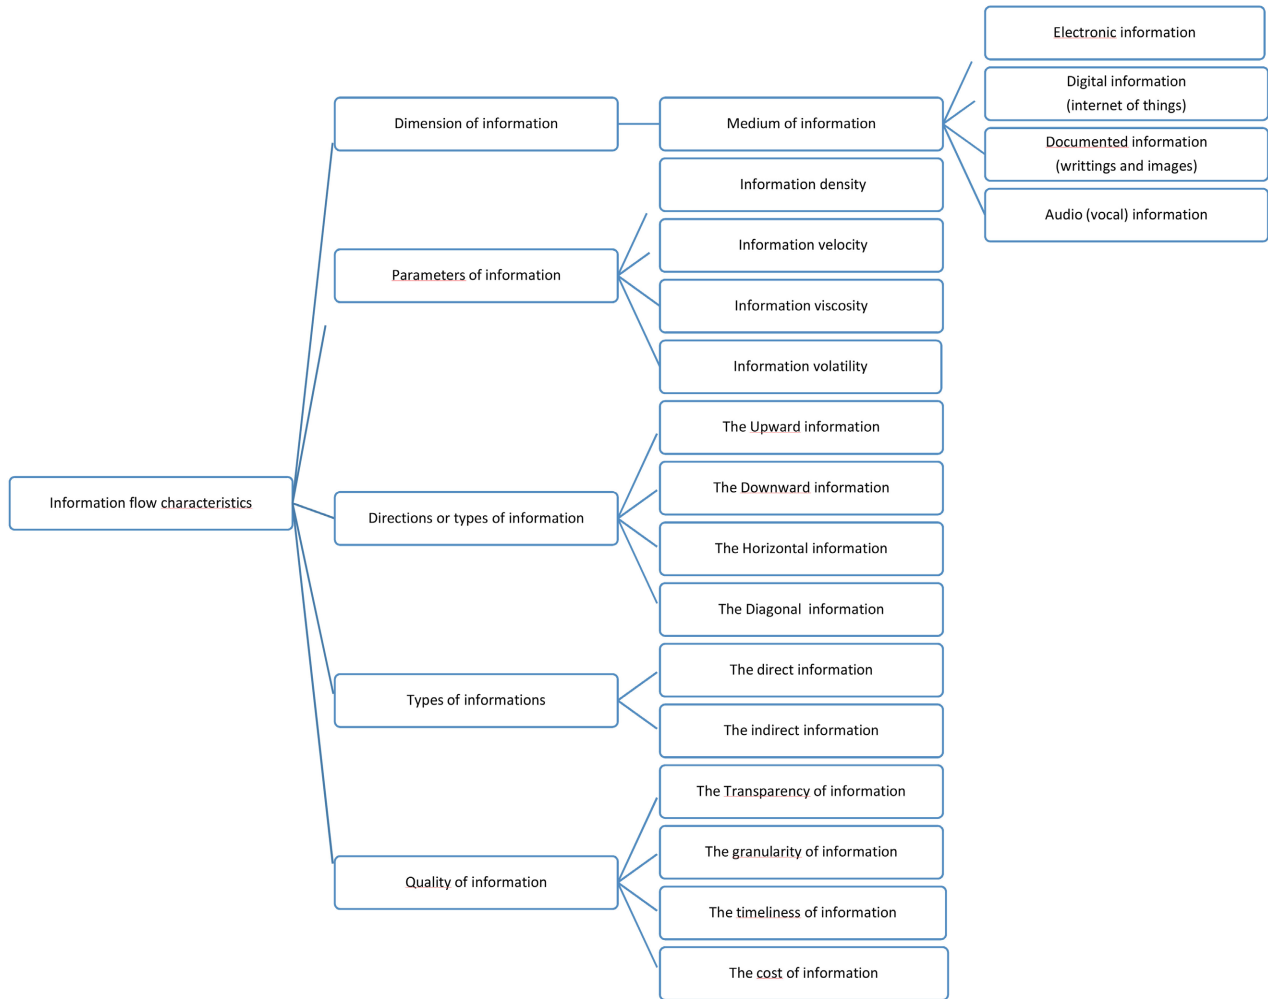 Electronic information
Digital information
(internet of things)
Documented information
(writtings and images)
Audio (vocal) information
Dimension of information
Medium of information
Information density
Information velocity
Parameters of information
Information viscosity
Information volatility
The Upward information
The Downward information
Information flow characteristics
Directions or types of information
The Horizontal information
The Diagonal  information
The direct information
Types of informations
The indirect information
The Transparency of information
The granularity of information
Quality of information
The timeliness of information
The cost of information